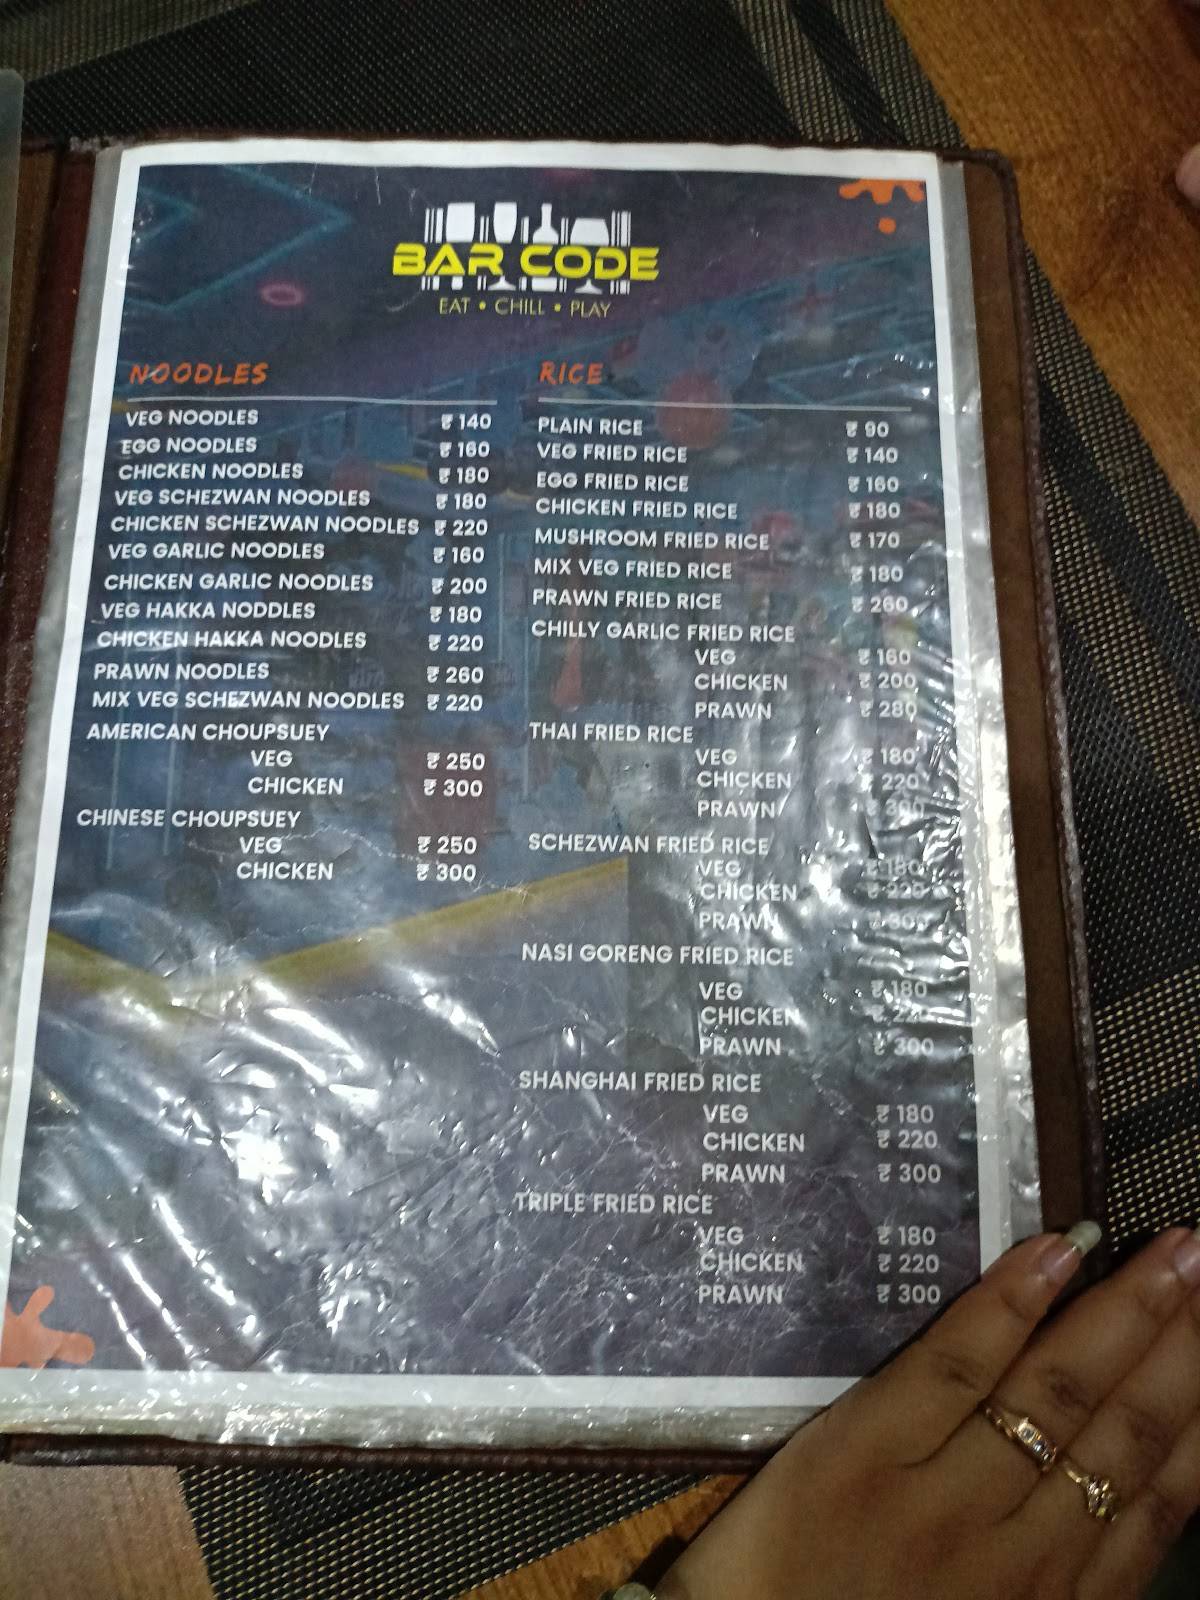 BAR CODE
EAT • CHILL • PLAY
NOODLES
VEG NOODLES ₹ 140
EGG NOODLES ₹ 160
CHICKEN NOODLES ₹ 180
VEG SCHEZWAN NOODLES ₹ 180
CHICKEN SCHEZWAN NOODLES ₹ 220
VEG GARLIC NOODLES ₹ 160
CHICKEN GARLIC NOODLES ₹ 200
VEG HAKKA NODDLES ₹ 180
CHICKEN HAKKA NOODLES ₹ 220
PRAWN NOODLES ₹ 260
MIX VEG SCHEZWAN NOODLES ₹ 220
AMERICAN CHOUPSUEY
VEG ₹ 250
CHICKEN ₹ 300
CHINESE CHOUPSUEY
VEG ₹ 250
CHICKEN ₹ 300
RICE
PLAIN RICE ₹ 90
VEG FRIED RICE ₹ 140
EGG FRIED RICE ₹ 160
CHICKEN FRIED RICE ₹ 180
MUSHROOM FRIED RICE ₹ 170
MIX VEG FRIED RICE ₹ 180
PRAWN FRIED RICE ₹ 260
CHILLY GARLIC FRIED RICE
VEG ₹ 160
CHICKEN ₹ 200
PRAWN ₹ 280
THAI FRIED RICE
VEG ₹ 180
CHICKEN ₹ 220
PRAWN ₹ 300
SCHEZWAN FRIED RICE
VEG ₹ 180
CHICKEN ₹ 220
PRAWN ₹ 300
NASI GORENG FRIED RICE
VEG ₹ 180
CHICKEN ₹ 220
PRAWN ₹ 300
SHANGHAI FRIED RICE
VEG ₹ 180
CHICKEN ₹ 220
PRAWN ₹ 300
TRIPLE FRIED RICE
VEG ₹ 180
CHICKEN ₹ 220
PRAWN ₹ 300